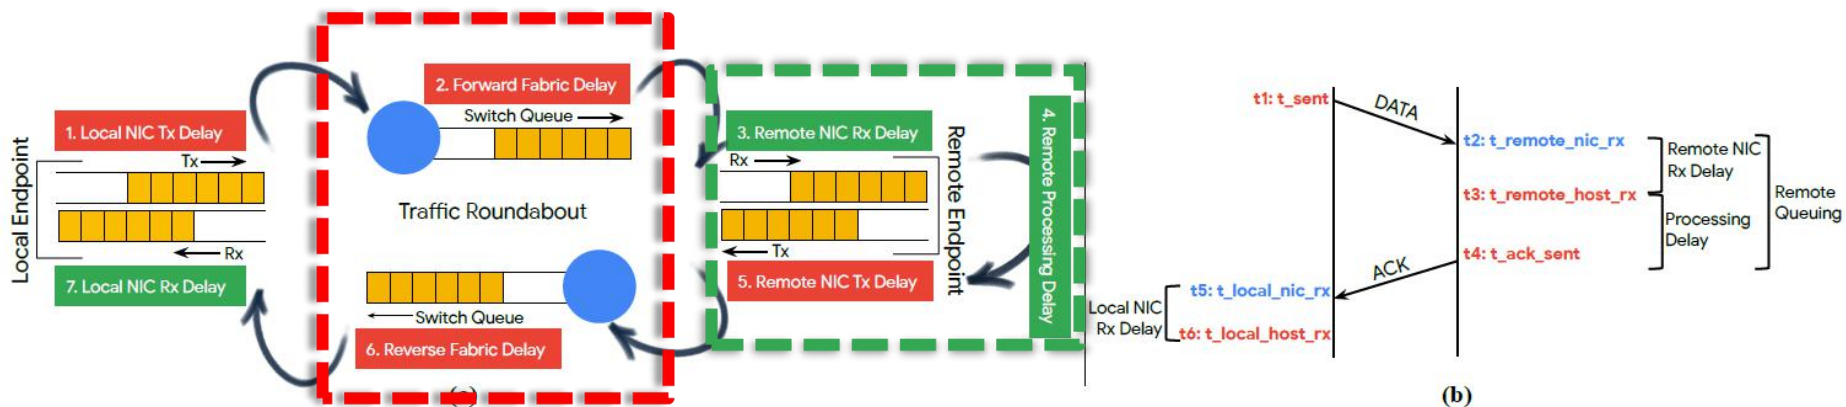 1. Local NIC Tx Delay
Tx
Local Endpoint
Rx
7. Local NIC Rx Delay
2. Forward Fabric Delay
Switch Queue
Traffic Roundabout
Switch Queue
6. Reverse Fabric Delay
3. Remote NIC Rx Delay
Rx
Remote Endpoint
Tx
5. Remote NIC Tx Delay
4. Remote Processing Delay
t1: t_sent
DATA
t2: t_remote_nic_rx
Remote NIC
Rx Delay
t3: t_remote_host_rx
Processing
Delay
Remote
Queuing
t4: t_ack_sent
ACK
t5: t_local_nic_rx
Local NIC
Rx Delay
t6: t_local_host_rx
(b)